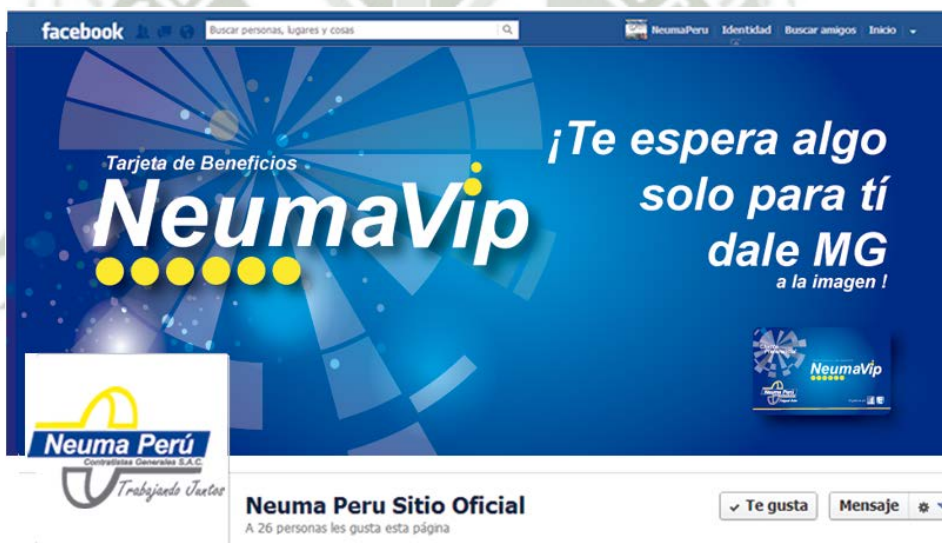 facebook
Buscar personas, lugares y cosas
NeumaPeru Identidad Buscar amigos Inicio
Tarjeta de Beneficios
NeumaVip
¡Te espera algo
solo para tí
dale MG
a la imagen !
NeumaVip
Neuma Perú
Neuma Perú
Contratistas Generales S.A.C.
Trabajando Juntos
Neuma Peru Sitio Oficial
A 26 personas les gusta esta página
Te gusta
Mensaje